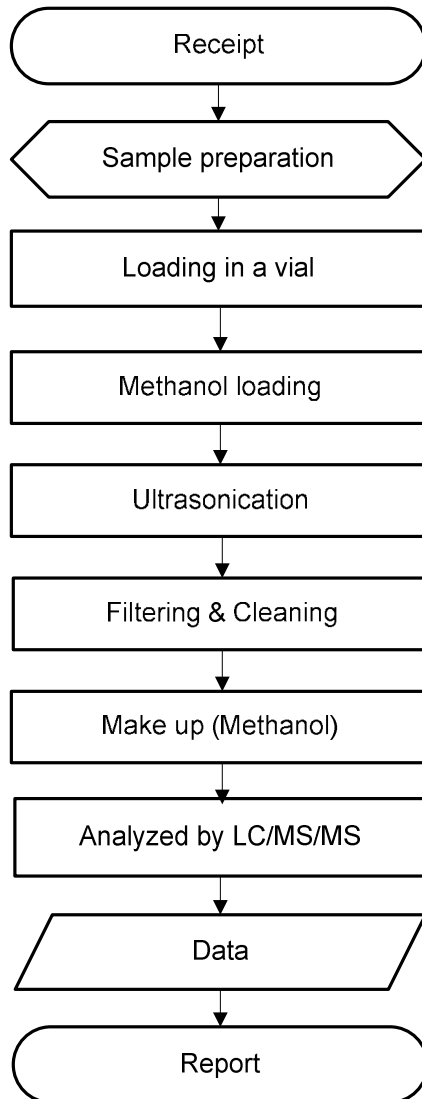 Receipt
Sample preparation
Loading in a vial
Methanol loading
Ultrasonication
Filtering & Cleaning
Make up (Methanol)
Analyzed by LC/MS/MS
Data
Report